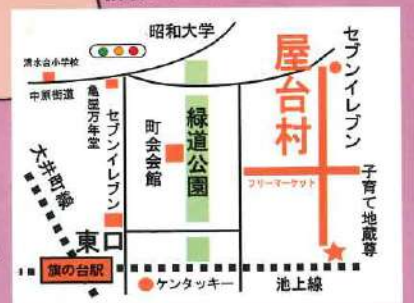 昭和大学
清水台小学校
中原街道
亀屋万年堂
セブンイレブン
町会会館
緑道公園
屋台村
セブンイレブン
フリーマーケット
子育て地蔵尊
大井町線
東口
旗の台駅
ケンタッキー
池上線